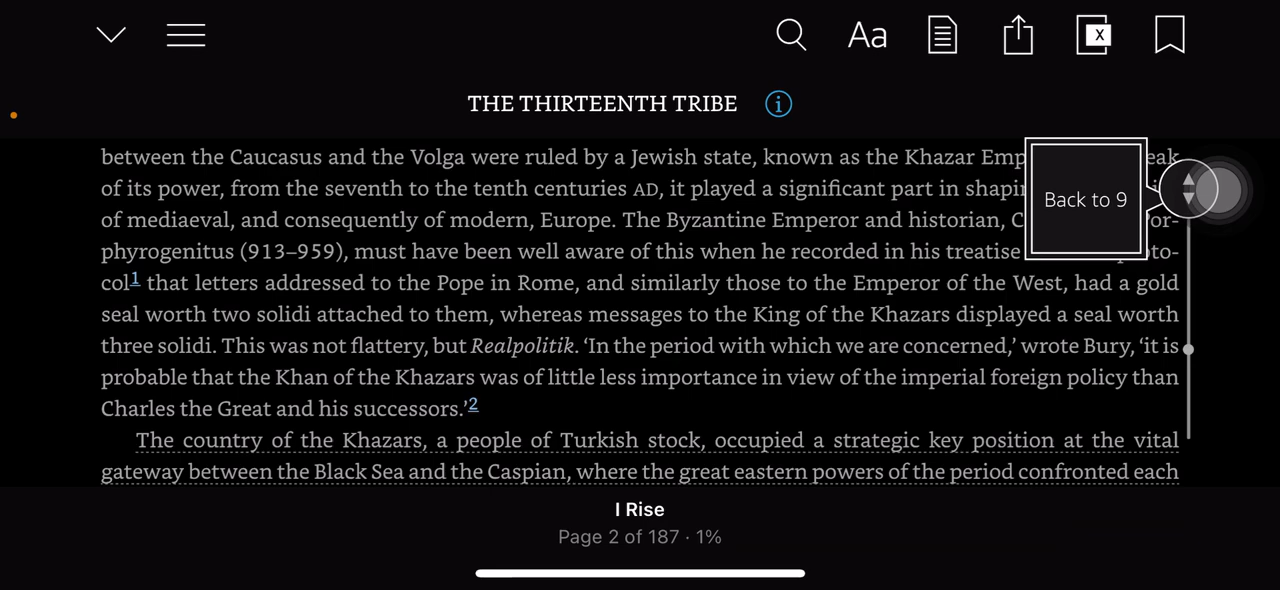 Aa
X
THE THIRTEENTH TRIBE
between the Caucasus and the Volga were ruled by a Jewish state, known as the Khazar
of its power, from the seventh to the tenth centuries AD, it played a significant part in
of mediaeval, and consequently of modern, Europe. The Byzantine Emperor and historian,
Back to 9
phyrogenitus (913–959), must have been well aware of this when he recorded in his treatise
col1 that letters addressed to the Pope in Rome, and similarly those to the Emperor of the West, had a gold
seal worth two solidi attached to them, whereas messages to the King of the Khazars displayed a seal worth
three solidi. This was not flattery, but Realpolitik. ‘In the period with which we are concerned,’ wrote Bury, ‘it is
probable that the Khan of the Khazars was of little less importance in view of the imperial foreign policy than
Charles the Great and his successors.’2
The country of the Khazars, a people of Turkish stock, occupied a strategic key position at the vital
gateway between the Black Sea and the Caspian, where the great eastern powers of the period confronted each
I Rise
Page 2 of 187 · 1%